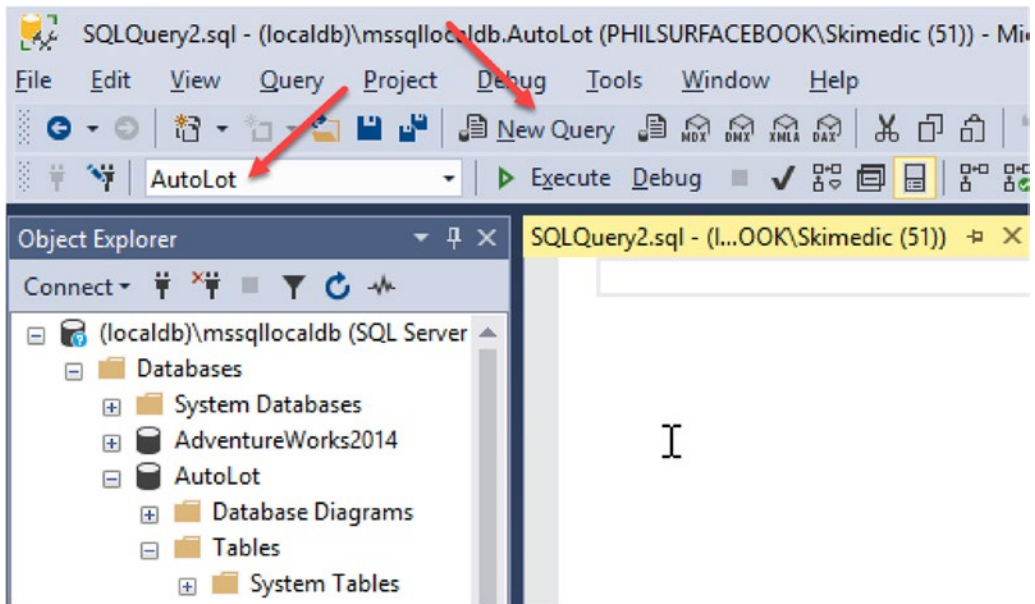 SQLQuery2.sql - (localdb)\mssqllocaldb.AutoLot (PHILSURFACEBOOK\Skimedic (51)) - Mi
File Edit View Query Project Debug Tools Window Help
New Query MDX DMX XMLA DAX
AutoLot Execute Debug
Object Explorer
SQLQuery2.sql - (l...OOK\Skimedic (51))
Connect
(localdb)\mssqllocaldb (SQL Server
Databases
System Databases
AdventureWorks2014
AutoLot
Database Diagrams
Tables
System Tables